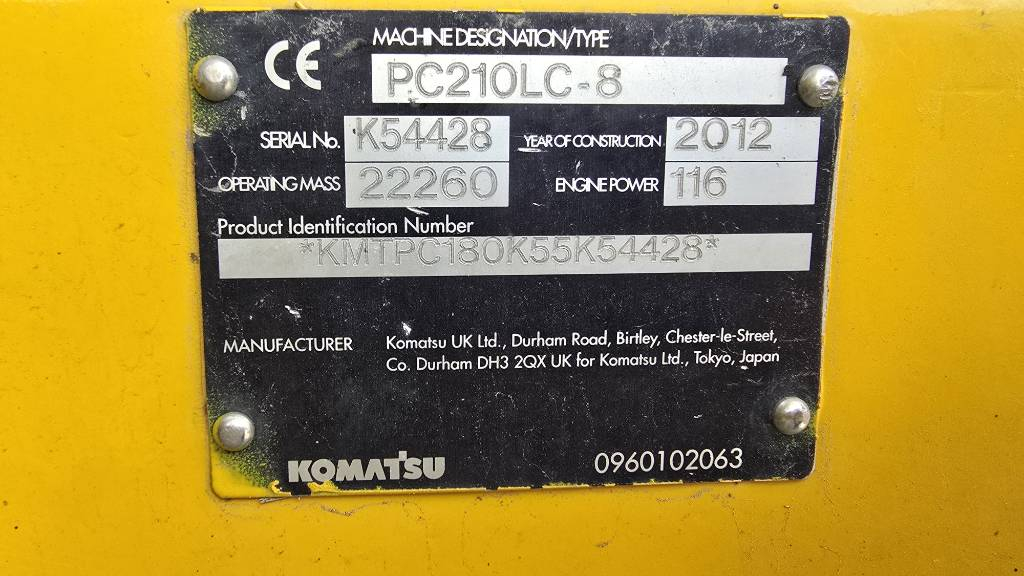 CE
MACHINE DESIGNATION/TYPE
PC210LC-8
SERIAL No. K54428 YEAR OF CONSTRUCTION 2012
OPERATING MASS 22260 ENGINE POWER 116
Product Identification Number
*KMTPC180K55K54428*
MANUFACTURER Komatsu UK Ltd., Durham Road, Birtley, Chester-le-Street,
Co. Durham DH3 2QX UK for Komatsu Ltd., Tokyo, Japan
KOMATSU 0960102063